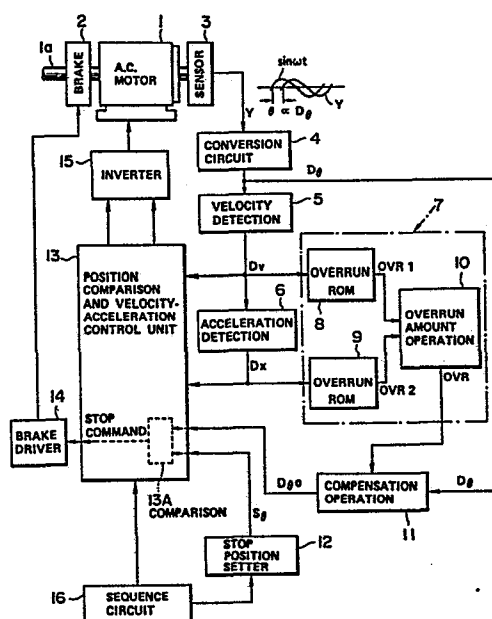 2
1
3
1a
BRAKE
A.C.
MOTOR
SENSOR
sinωt
Y
θ ∝ Dθ
Y
4
CONVERSION
CIRCUIT
Dθ
15
INVERTER
VELOCITY
DETECTION
5
7
13
POSITION
COMPARISON
AND VELOCITY-
ACCELERATION
CONTROL UNIT
Dv
OVERRUN
ROM
8
OVR 1
10
OVERRUN
AMOUNT
OPERATION
6
ACCELERATION
DETECTION
9
Dx
OVERRUN
ROM
OVR 2
OVR
14
BRAKE
DRIVER
STOP
COMMAND
13A
COMPARISON
Dθo
COMPENSATION
OPERATION
Dθ
11
Sθ
12
STOP
POSITION
SETTER
16
SEQUENCE
CIRCUIT